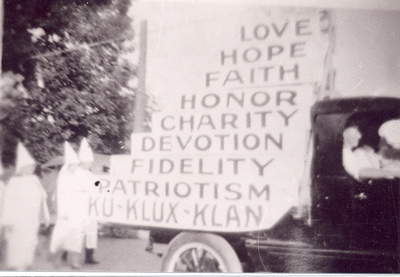 LOVE
HOPE
FAITH
HONOR
CHARITY
DEVOTION
FIDELITY
PATRIOTISM
KU-KLUX-KLAN